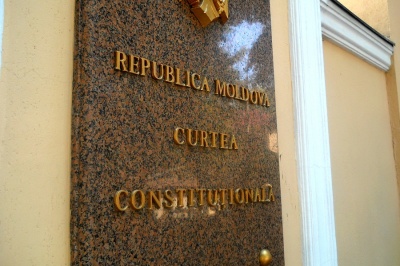 REPUBLICA MOLDOVA
CURTEA
CONSTITUȚIONALĂ